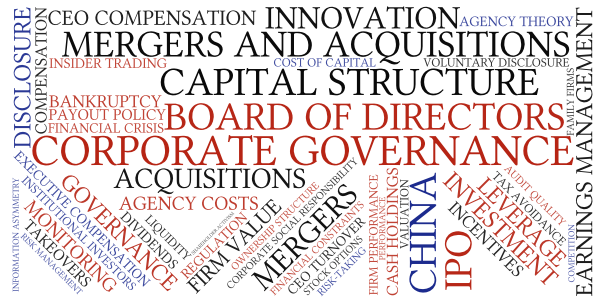 CEO COMPENSATION
INNOVATION
AGENCY THEORY
MERGERS AND ACQUISITIONS
INSIDER TRADING
COST OF CAPITAL
VOLUNTARY DISCLOSURE
CAPITAL STRUCTURE
BANKRUPTCY
PAYOUT POLICY
FINANCIAL CRISIS
BOARD OF DIRECTORS
CORPORATE GOVERNANCE
ACQUISITIONS
AGENCY COSTS
DISCLOSURE
COMPENSATION
FAMILY FIRMS
EARNINGS MANAGEMENT
INFORMATION ASYMMETRY
EXECUTIVE COMPENSATION
INSTITUTIONAL INVESTORS
MONITORING
TAKEOVERS
RISK MANAGEMENT
GOVERNANCE
DIVIDENDS
LIQUIDITY
SHAREHOLDER ACTIVISM
REGULATION
FIRM VALUE
OWNERSHIP STRUCTURE
CORPORATE SOCIAL RESPONSIBILITY
MERGERS
FINANCIAL CONSTRAINTS
CEO TURNOVER
STOCK OPTIONS
RISK TAKING
FIRM PERFORMANCE
PERFORMANCE
CASH HOLDINGS
VALUATION
CHINA
IPO
INVESTMENT
LEVERAGE
INCENTIVES
TAX AVOIDANCE
AUDIT QUALITY
COMPETITION